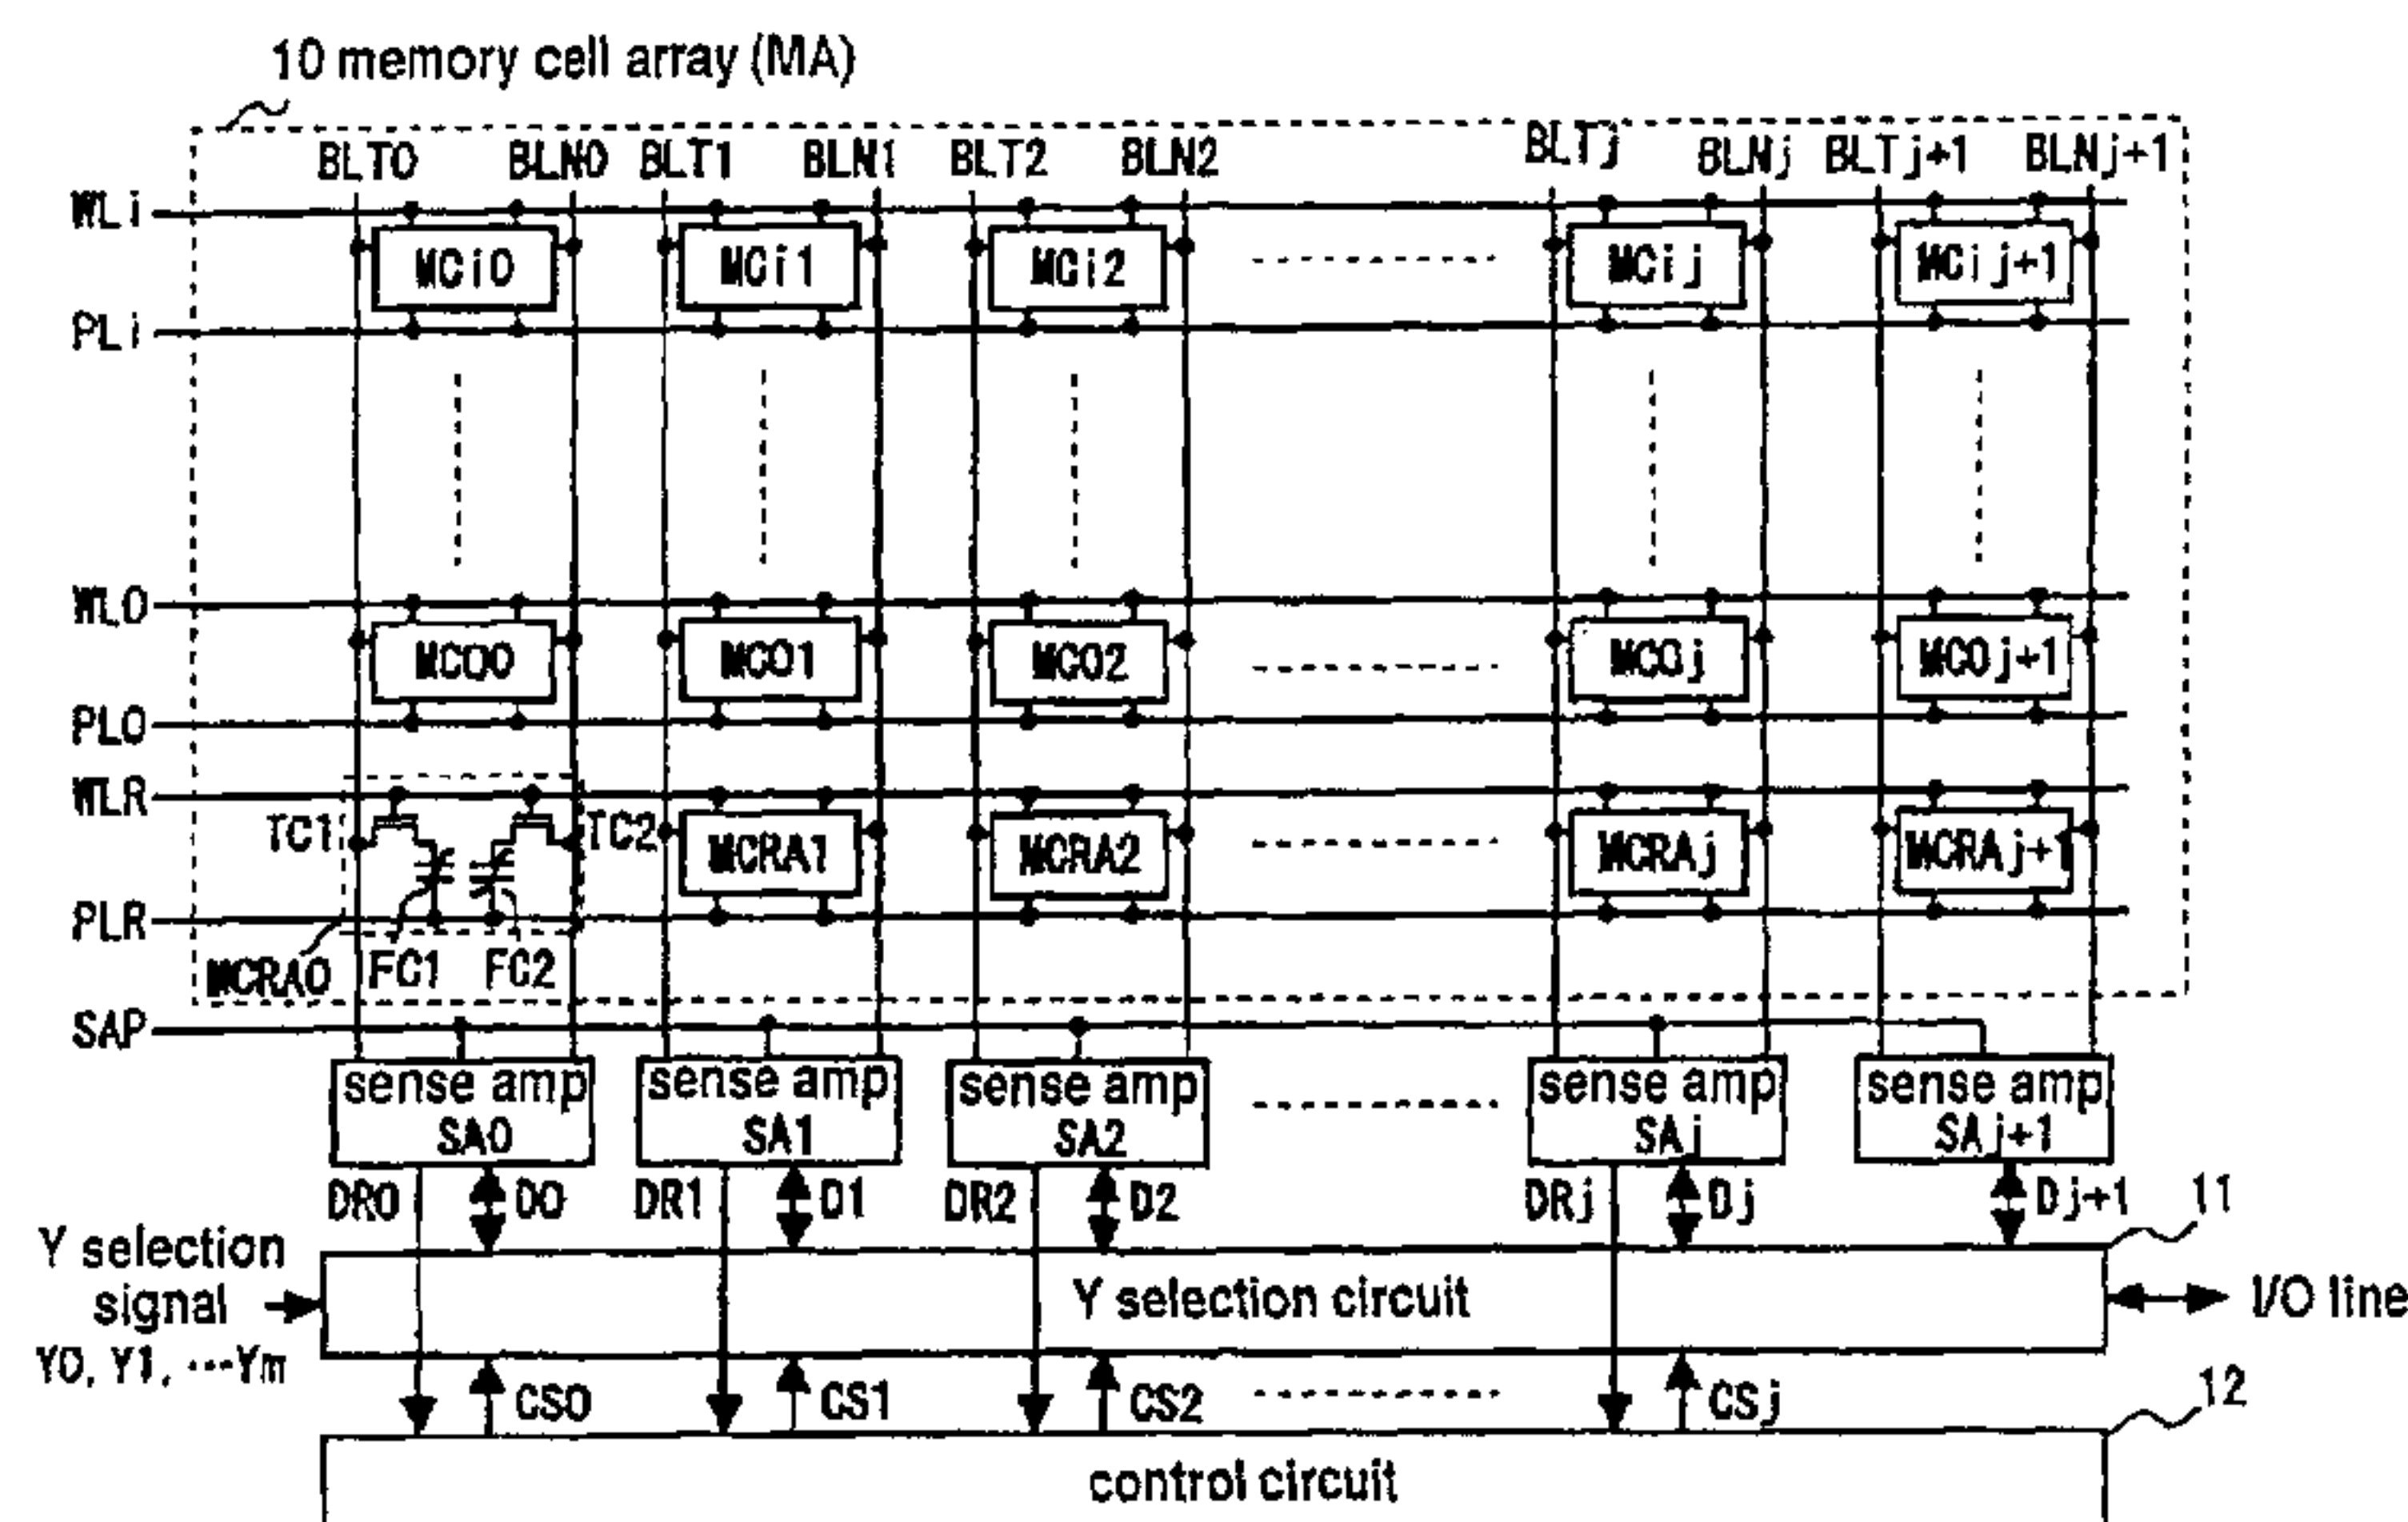 10 memory cell array (MA)
BLT0 BLN0 BLT1 BLN1 BLT2 BLN2 BLTj BLNj BLTj+1 BLNj+1
WLi
MCi0 MCi1 MCi2 MCij MCij+1
PLi
WL0
MC00 MC01 MC02 MC0j MC0j+1
PL0
WLR
TC1 TC2 MCRA1 MCRA2 MCRAj MCRAj+1
PLR
MCRA0 FC1 FC2
SAP
sense amp sense amp sense amp sense amp sense amp
SA0 SA1 SA2 SAj SAj+1
DR0 D0 DR1 D1 DR2 D2 DRj Dj Dj+1 11
Y selection
signal Y selection circuit I/O line
Y0, Y1, ···Ym
CS0 CS1 CS2 CSj 12
control circuit